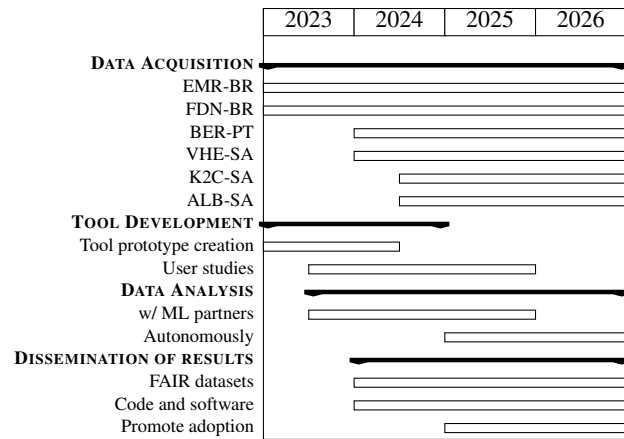 2023 2024 2025 2026
DATA ACQUISITION
EMR-BR
FDN-BR
BER-PT
VHE-SA
K2C-SA
ALB-SA
TOOL DEVELOPMENT
Tool prototype creation
User studies
DATA ANALYSIS
w/ ML partners
Autonomously
DISSEMINATION OF RESULTS
FAIR datasets
Code and software
Promote adoption